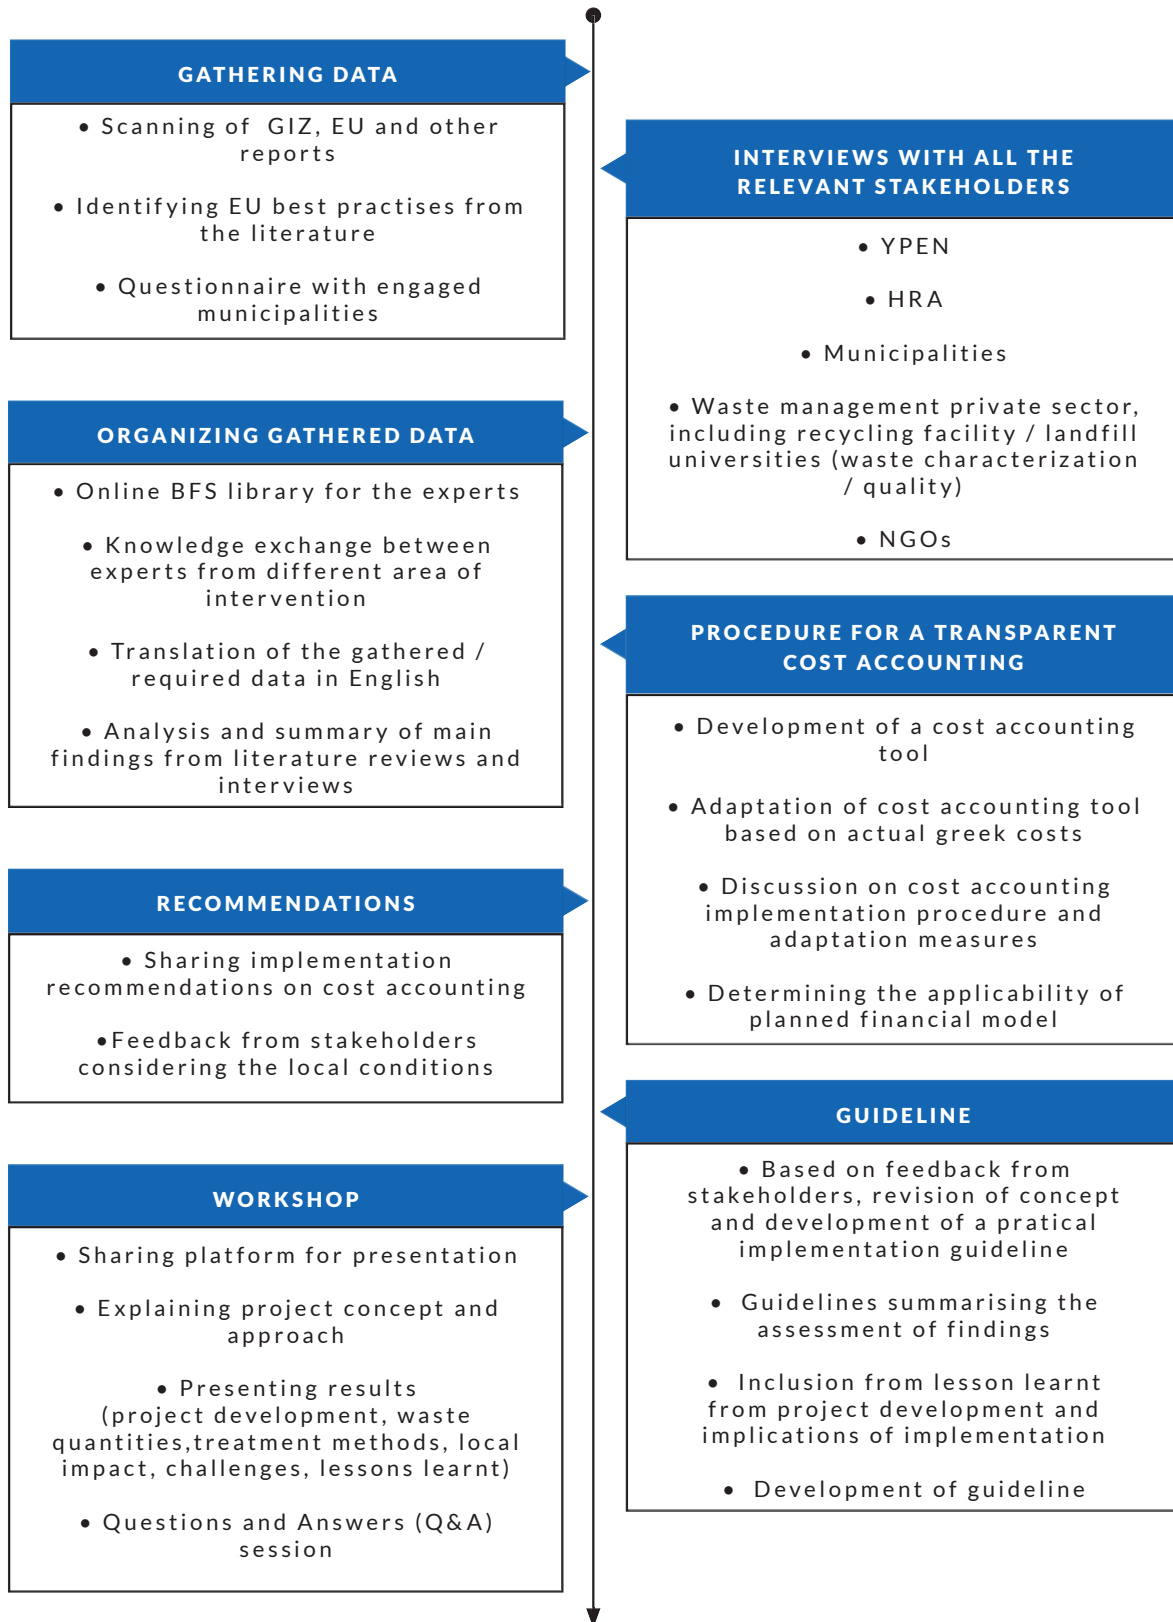 GATHERING DATA
• Scanning of GIZ, EU and other
reports
• Identifying EU best practises from
the literature
• Questionnaire with engaged
municipalities
INTERVIEWS WITH ALL THE
RELEVANT STAKEHOLDERS
• YPEN
• HRA
• Municipalities
• Waste management private sector,
including recycling facility / landfill
universities (waste characterization
/ quality)
• NGOs
ORGANIZING GATHERED DATA
• Online BFS library for the experts
• Knowledge exchange between
experts from different area of
intervention
• Translation of the gathered /
required data in English
• Analysis and summary of main
findings from literature reviews and
interviews
PROCEDURE FOR A TRANSPARENT
COST ACCOUNTING
• Development of a cost accounting
tool
• Adaptation of cost accounting tool
based on actual greek costs
• Discussion on cost accounting
implementation procedure and
adaptation measures
• Determining the applicability of
planned financial model
RECOMMENDATIONS
• Sharing implementation
recommendations on cost accounting
•Feedback from stakeholders
considering the local conditions
GUIDELINE
• Based on feedback from
stakeholders, revision of concept
and development of a pratical
implementation guideline
• Guidelines summarising the
assessment of findings
• Inclusion from lesson learnt
from project development and
implications of implementation
• Development of guideline
WORKSHOP
• Sharing platform for presentation
• Explaining project concept and
approach
• Presenting results
(project development, waste
quantities,treatment methods, local
impact, challenges, lessons learnt)
• Questions and Answers (Q&A)
session